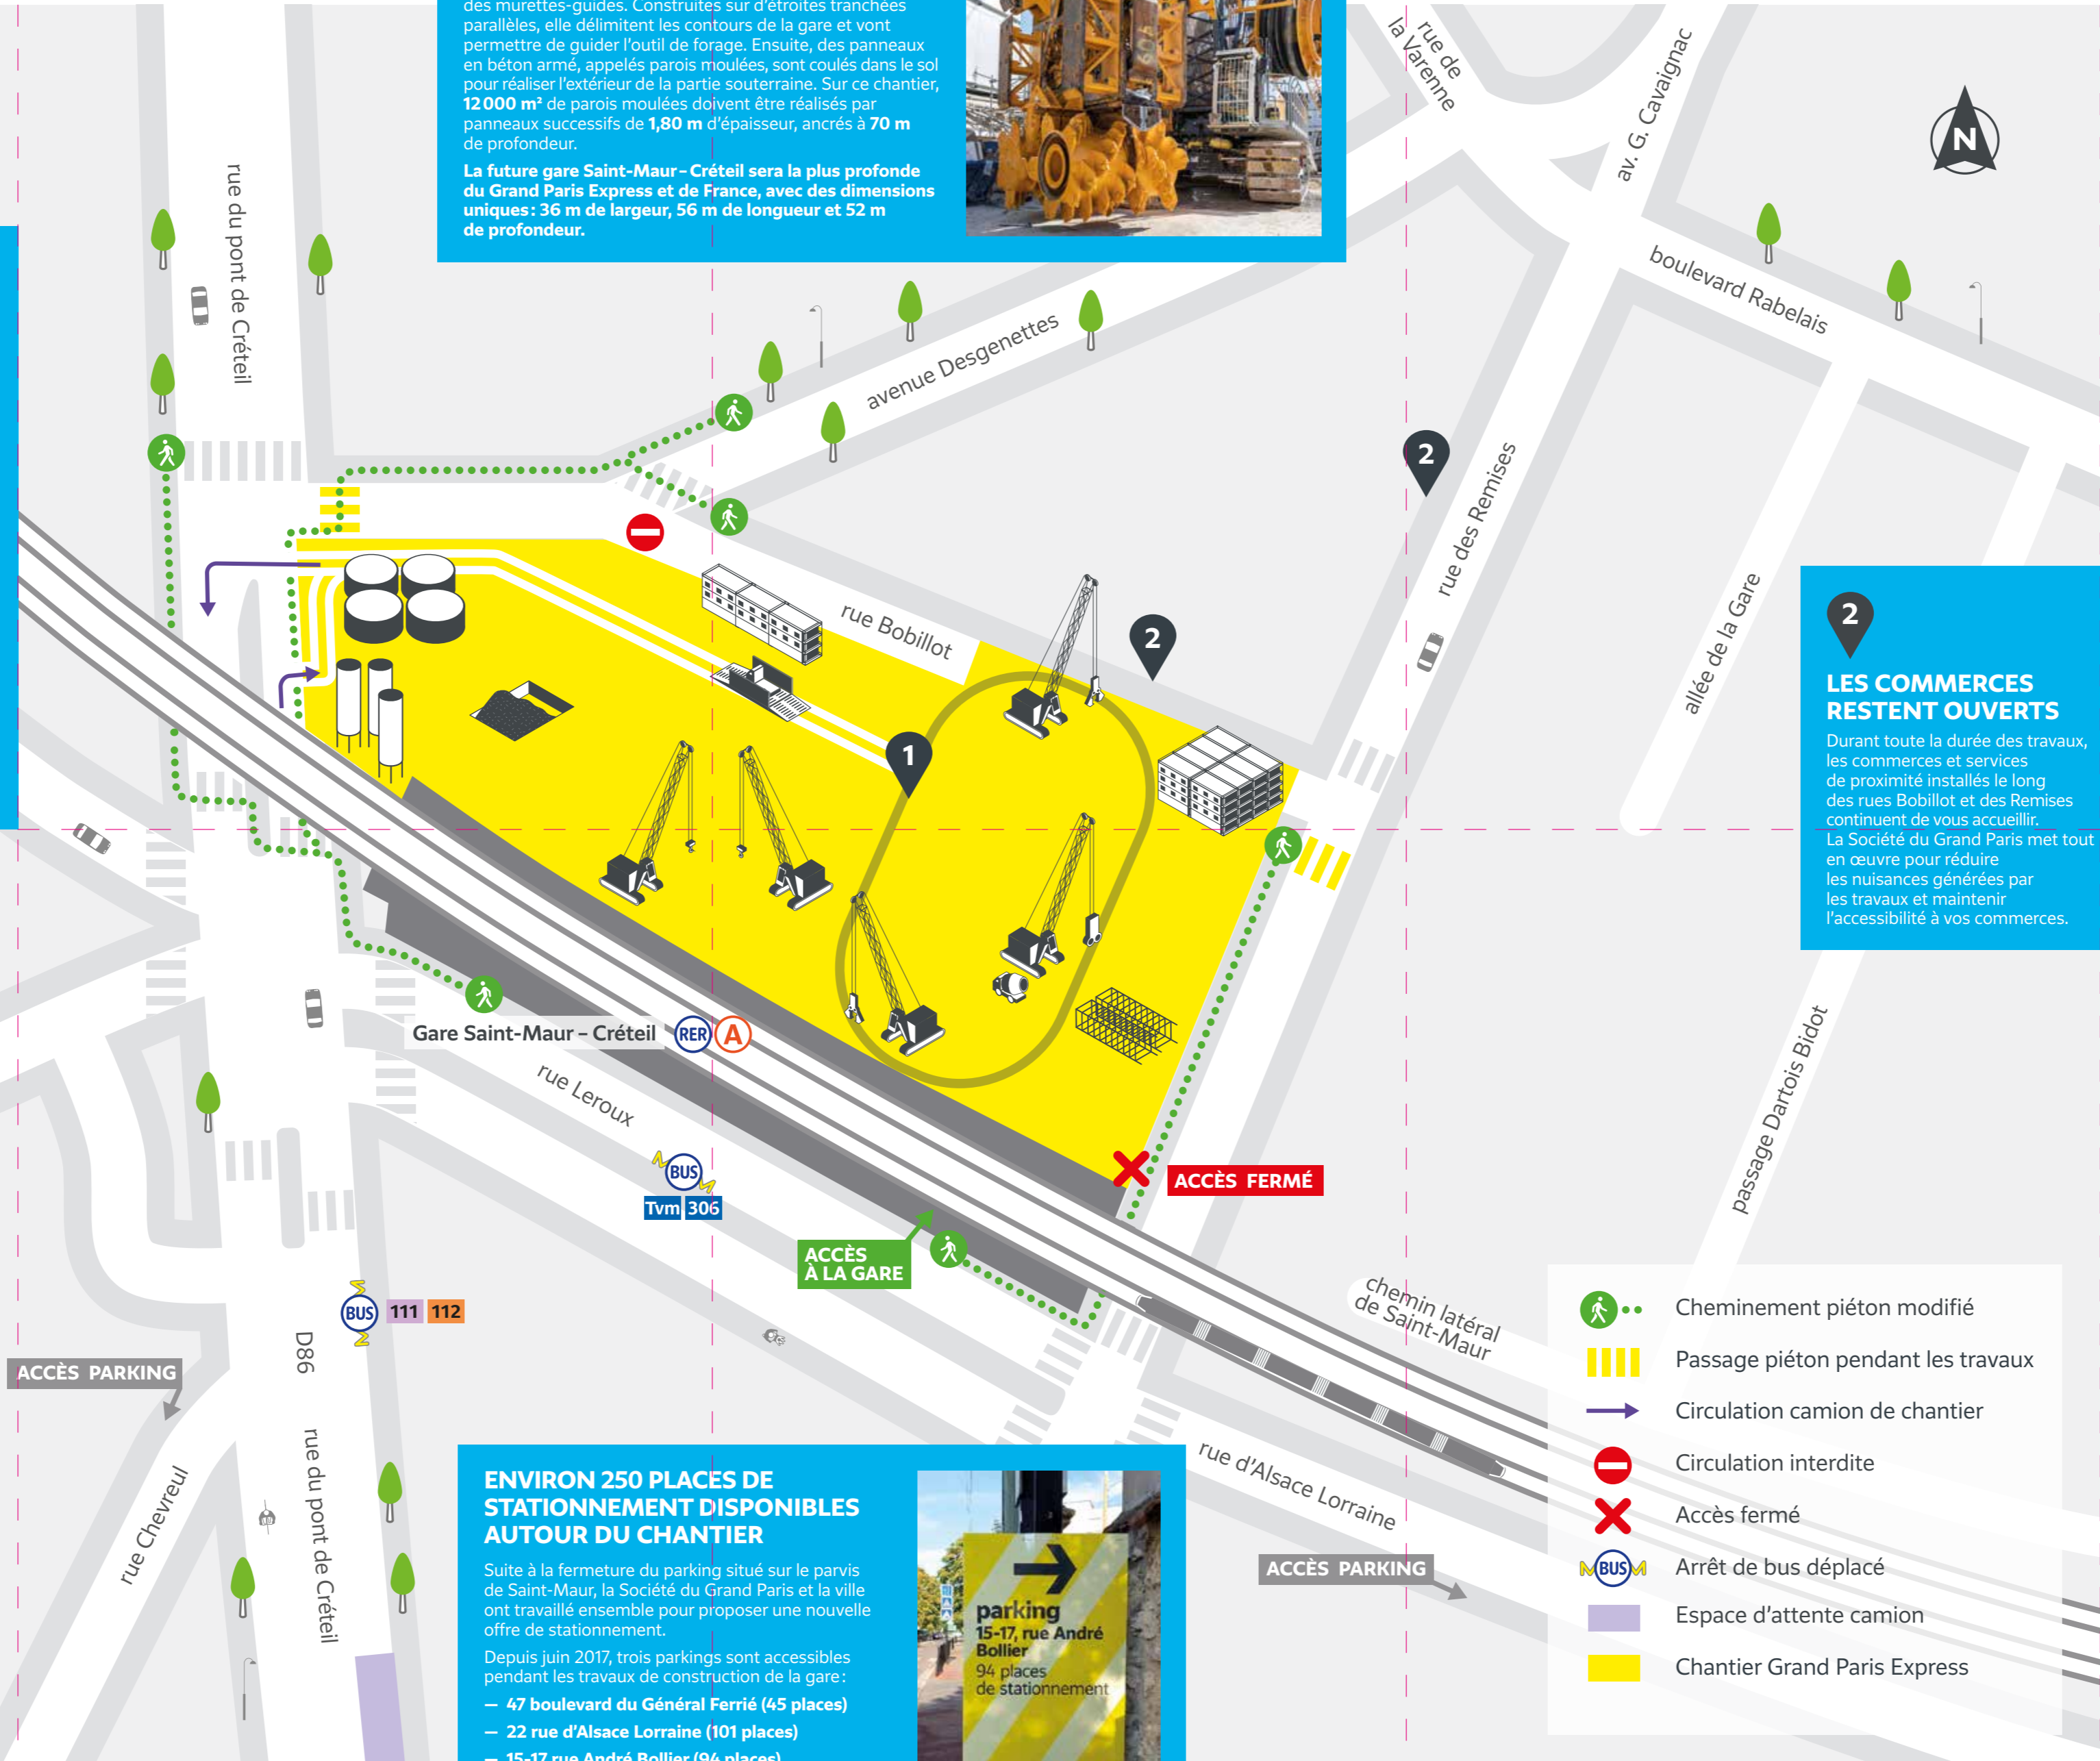 des murettes-guides. Construites sur d'étroites tranchées
parallèles, elle délimitent les contours de la gare et vont
permettre de guider l'outil de forage. Ensuite, des panneaux
en béton armé, appelés parois moulées, sont coulés dans le sol
pour réaliser l'extérieur de la partie souterraine. Sur ce chantier,
12 000 m² de parois moulées doivent être réalisés par
panneaux successifs de 1,80 m d'épaisseur, ancrés à 70 m
de profondeur.
La future gare Saint-Maur – Créteil sera la plus profonde
du Grand Paris Express et de France, avec des dimensions
uniques : 36 m de largeur, 56 m de longueur et 52 m
de profondeur.
rue de
la Varenne
av. G. Cavaignac
N
rue du pont de Créteil
boulevard Rabelais
avenue Desgenettes
2
rue des Remises
rue Bobillot
2
allée de la Gare
1
2
LES COMMERCES
RESTENT OUVERTS
Durant toute la durée des travaux,
les commerces et services
de proximité installés le long
des rues Bobillot et des Remises
continuent de vous accueillir.
La Société du Grand Paris met tout
en œuvre pour réduire
les nuisances générées par
les travaux et maintenir
l'accessibilité à vos commerces.
Gare Saint-Maur – Créteil RER A
rue Leroux
passage Dartois Bidot
BUS
Tvm 306
ACCÈS FERMÉ
ACCÈS
À LA GARE
BUS 111 112
D86
chemin latéral
de Saint-Maur
ACCÈS PARKING
rue Chevreul
rue du pont de Créteil
rue d'Alsace Lorraine
ACCÈS PARKING
Cheminement piéton modifié
Passage piéton pendant les travaux
Circulation camion de chantier
Circulation interdite
Accès fermé
BUS Arrêt de bus déplacé
Espace d'attente camion
Chantier Grand Paris Express
ENVIRON 250 PLACES DE
STATIONNEMENT DISPONIBLES
AUTOUR DU CHANTIER
Suite à la fermeture du parking situé sur le parvis
de Saint-Maur, la Société du Grand Paris et la ville
ont travaillé ensemble pour proposer une nouvelle
offre de stationnement.
Depuis juin 2017, trois parkings sont accessibles
pendant les travaux de construction de la gare :
— 47 boulevard du Général Ferrié (45 places)
— 22 rue d'Alsace Lorraine (101 places)
— 15-17 rue André Bollier (94 places)
parking
15-17, rue André
Bollier
94 places
de stationnement